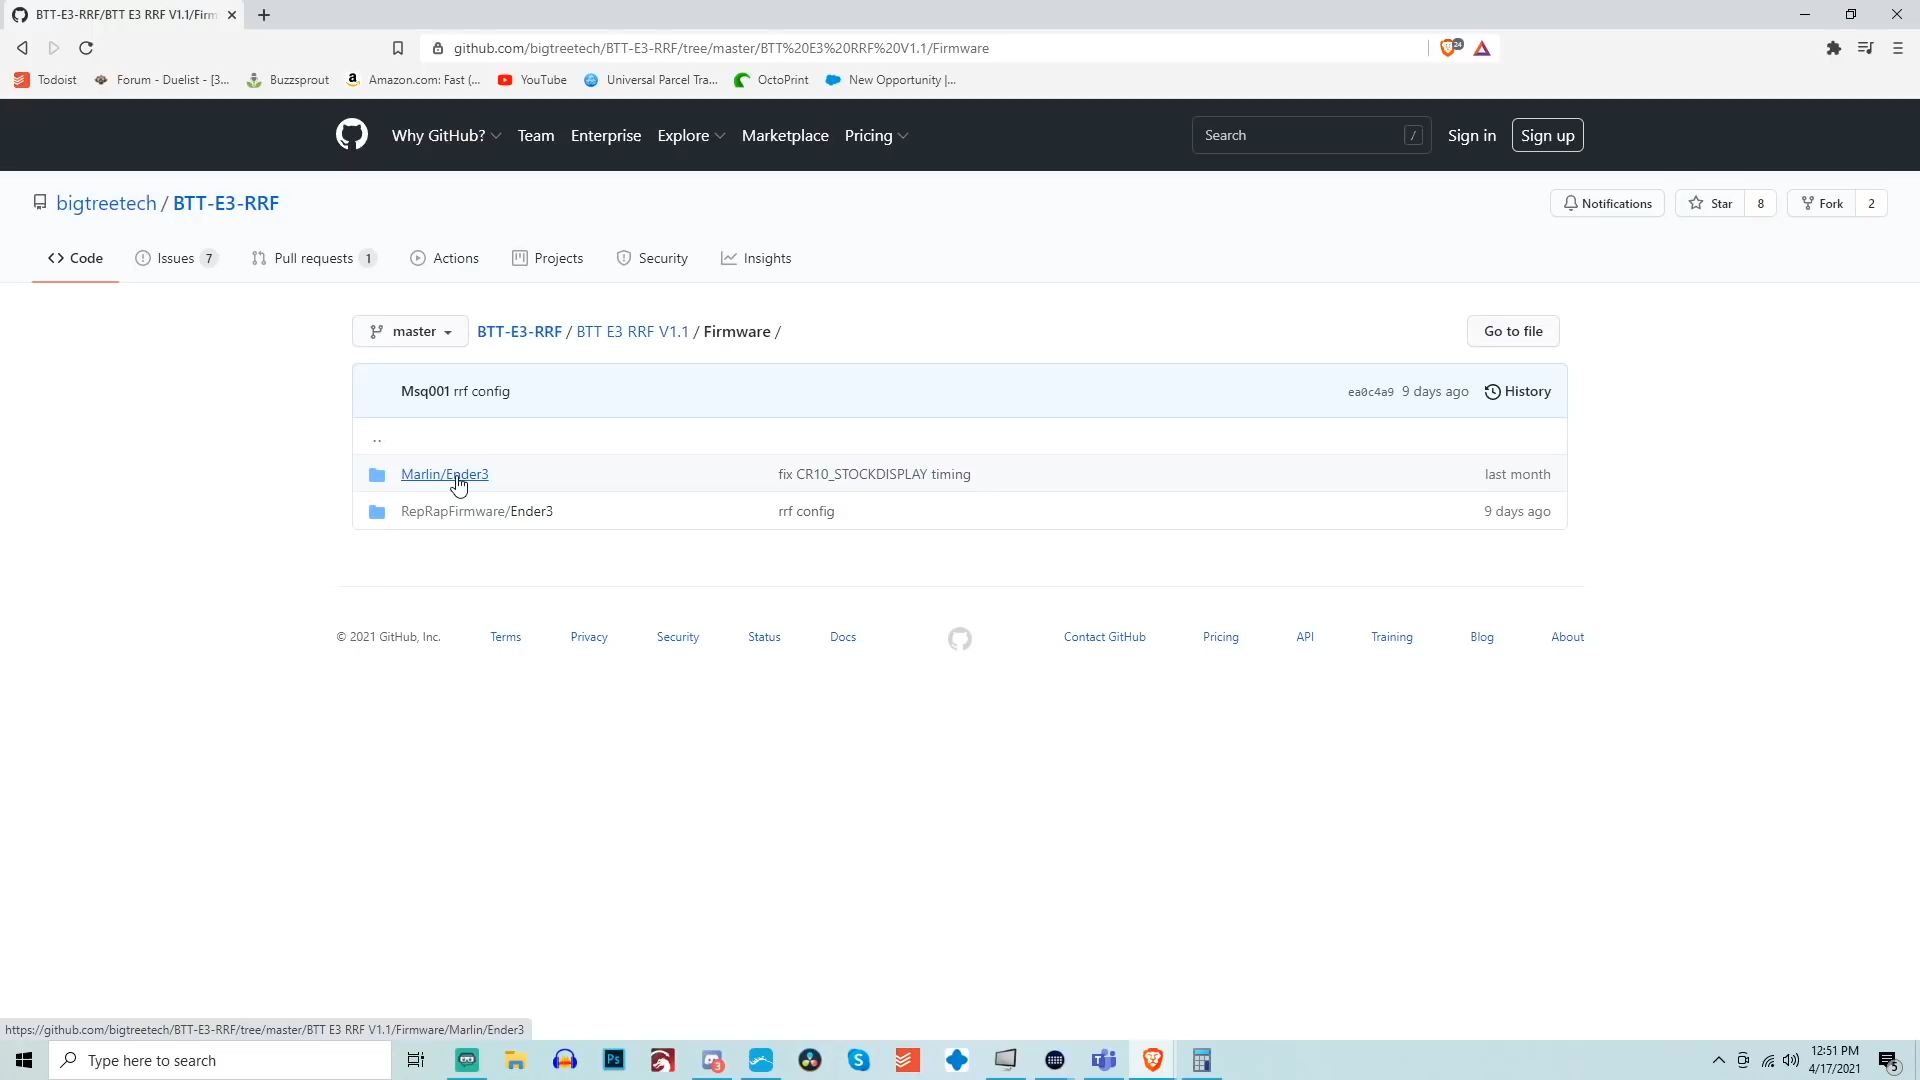 BTT-E3-RRF/BTT E3 RRF V1.1/Firm
github.com/bigtreetech/BTT-E3-RRF/tree/master/BTT%20E3%20RRF%20V1.1/Firmware 24
Todoist Forum - Duelist - [3... Buzzsprout Amazon.com: Fast (... YouTube Universal Parcel Tra... OctoPrint New Opportunity |...
Why GitHub? Team Enterprise Explore Marketplace Pricing Search / Sign in Sign up
bigtreetech / BTT-E3-RRF Notifications Star 8 Fork 2
Code Issues 7 Pull requests 1 Actions Projects Security Insights
master BTT-E3-RRF / BTT E3 RRF V1.1 / Firmware / Go to file
Msq001 rrf config ea0c4a9 9 days ago History
..
Marlin/Ender3 fix CR10_STOCKDISPLAY timing last month
RepRapFirmware/Ender3 rrf config 9 days ago
© 2021 GitHub, Inc. Terms Privacy Security Status Docs Contact GitHub Pricing API Training Blog About
https://github.com/bigtreetech/BTT-E3-RRF/tree/master/BTT E3 RRF V1.1/Firmware/Marlin/Ender3
Type here to search Ps 3 12:51 PM
4/17/2021 5